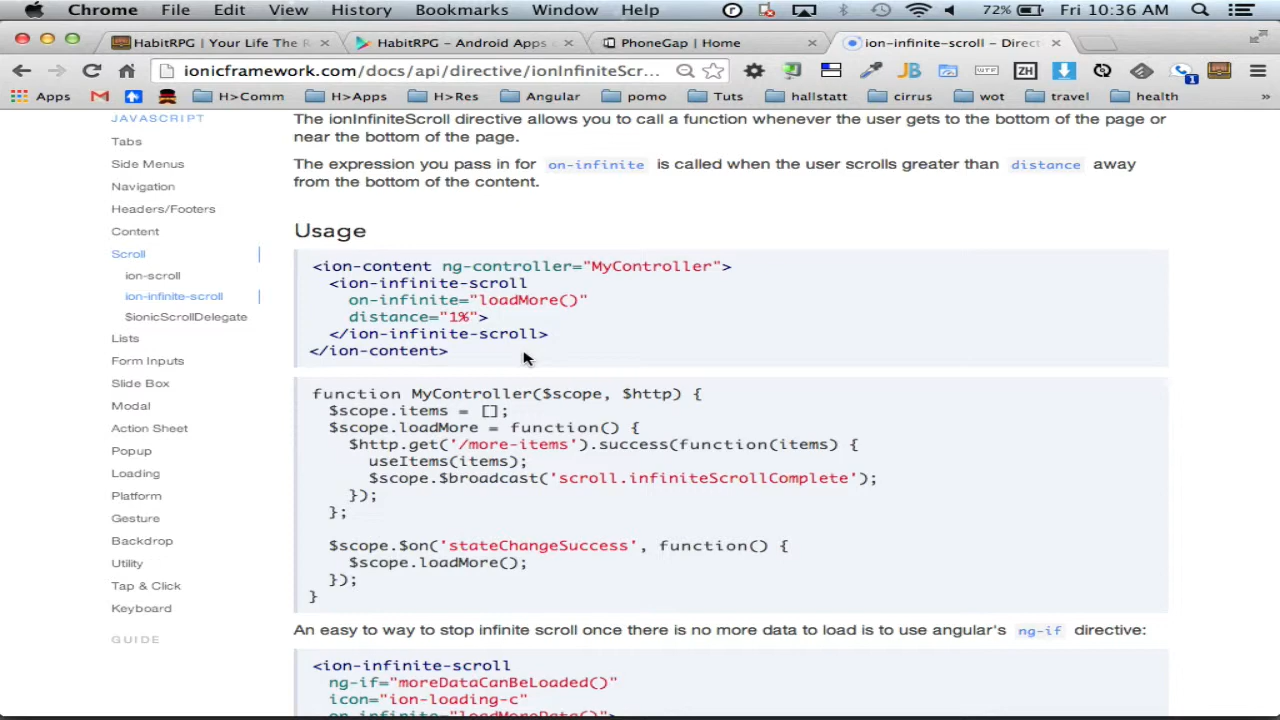 Chrome File Edit View History Bookmarks Window Help 72% Fri 10:36 AM
HabitRPG | Your Life The R HabitRPG - Android Apps PhoneGap | Home ion-infinite-scroll - Direct
ionicframework.com/docs/api/directive/ionInfiniteScr... JB ZH 1
Apps H>Comm H>Apps H>Res Angular pomo Tuts hallstatt cirrus wot travel health »
JAVASCRIPT
Tabs
Side Menus
Navigation
Headers/Footers
Content
Scroll
ion-scroll
ion-infinite-scroll
$ionicScrollDelegate
Lists
Form Inputs
Slide Box
Modal
Action Sheet
Popup
Loading
Platform
Gesture
Backdrop
Utility
Tap & Click
Keyboard
GUIDE
The ionInfiniteScroll directive allows you to call a function whenever the user gets to the bottom of the page or
near the bottom of the page.
The expression you pass in for on-infinite is called when the user scrolls greater than distance away
from the bottom of the content.
Usage
<ion-content ng-controller="MyController">
<ion-infinite-scroll
on-infinite="loadMore()"
distance="1%">
</ion-infinite-scroll>
</ion-content>
function MyController($scope, $http) {
$scope.items = [];
$scope.loadMore = function() {
$http.get('/more-items').success(function(items) {
useItems(items);
$scope.$broadcast('scroll.infiniteScrollComplete');
});
};
$scope.$on('stateChangeSuccess', function() {
$scope.loadMore();
});
}
An easy to way to stop infinite scroll once there is no more data to load is to use angular's ng-if directive:
<ion-infinite-scroll
ng-if="moreDataCanBeLoaded()"
icon="ion-loading-c"
on-infinite="loadMoreData()">